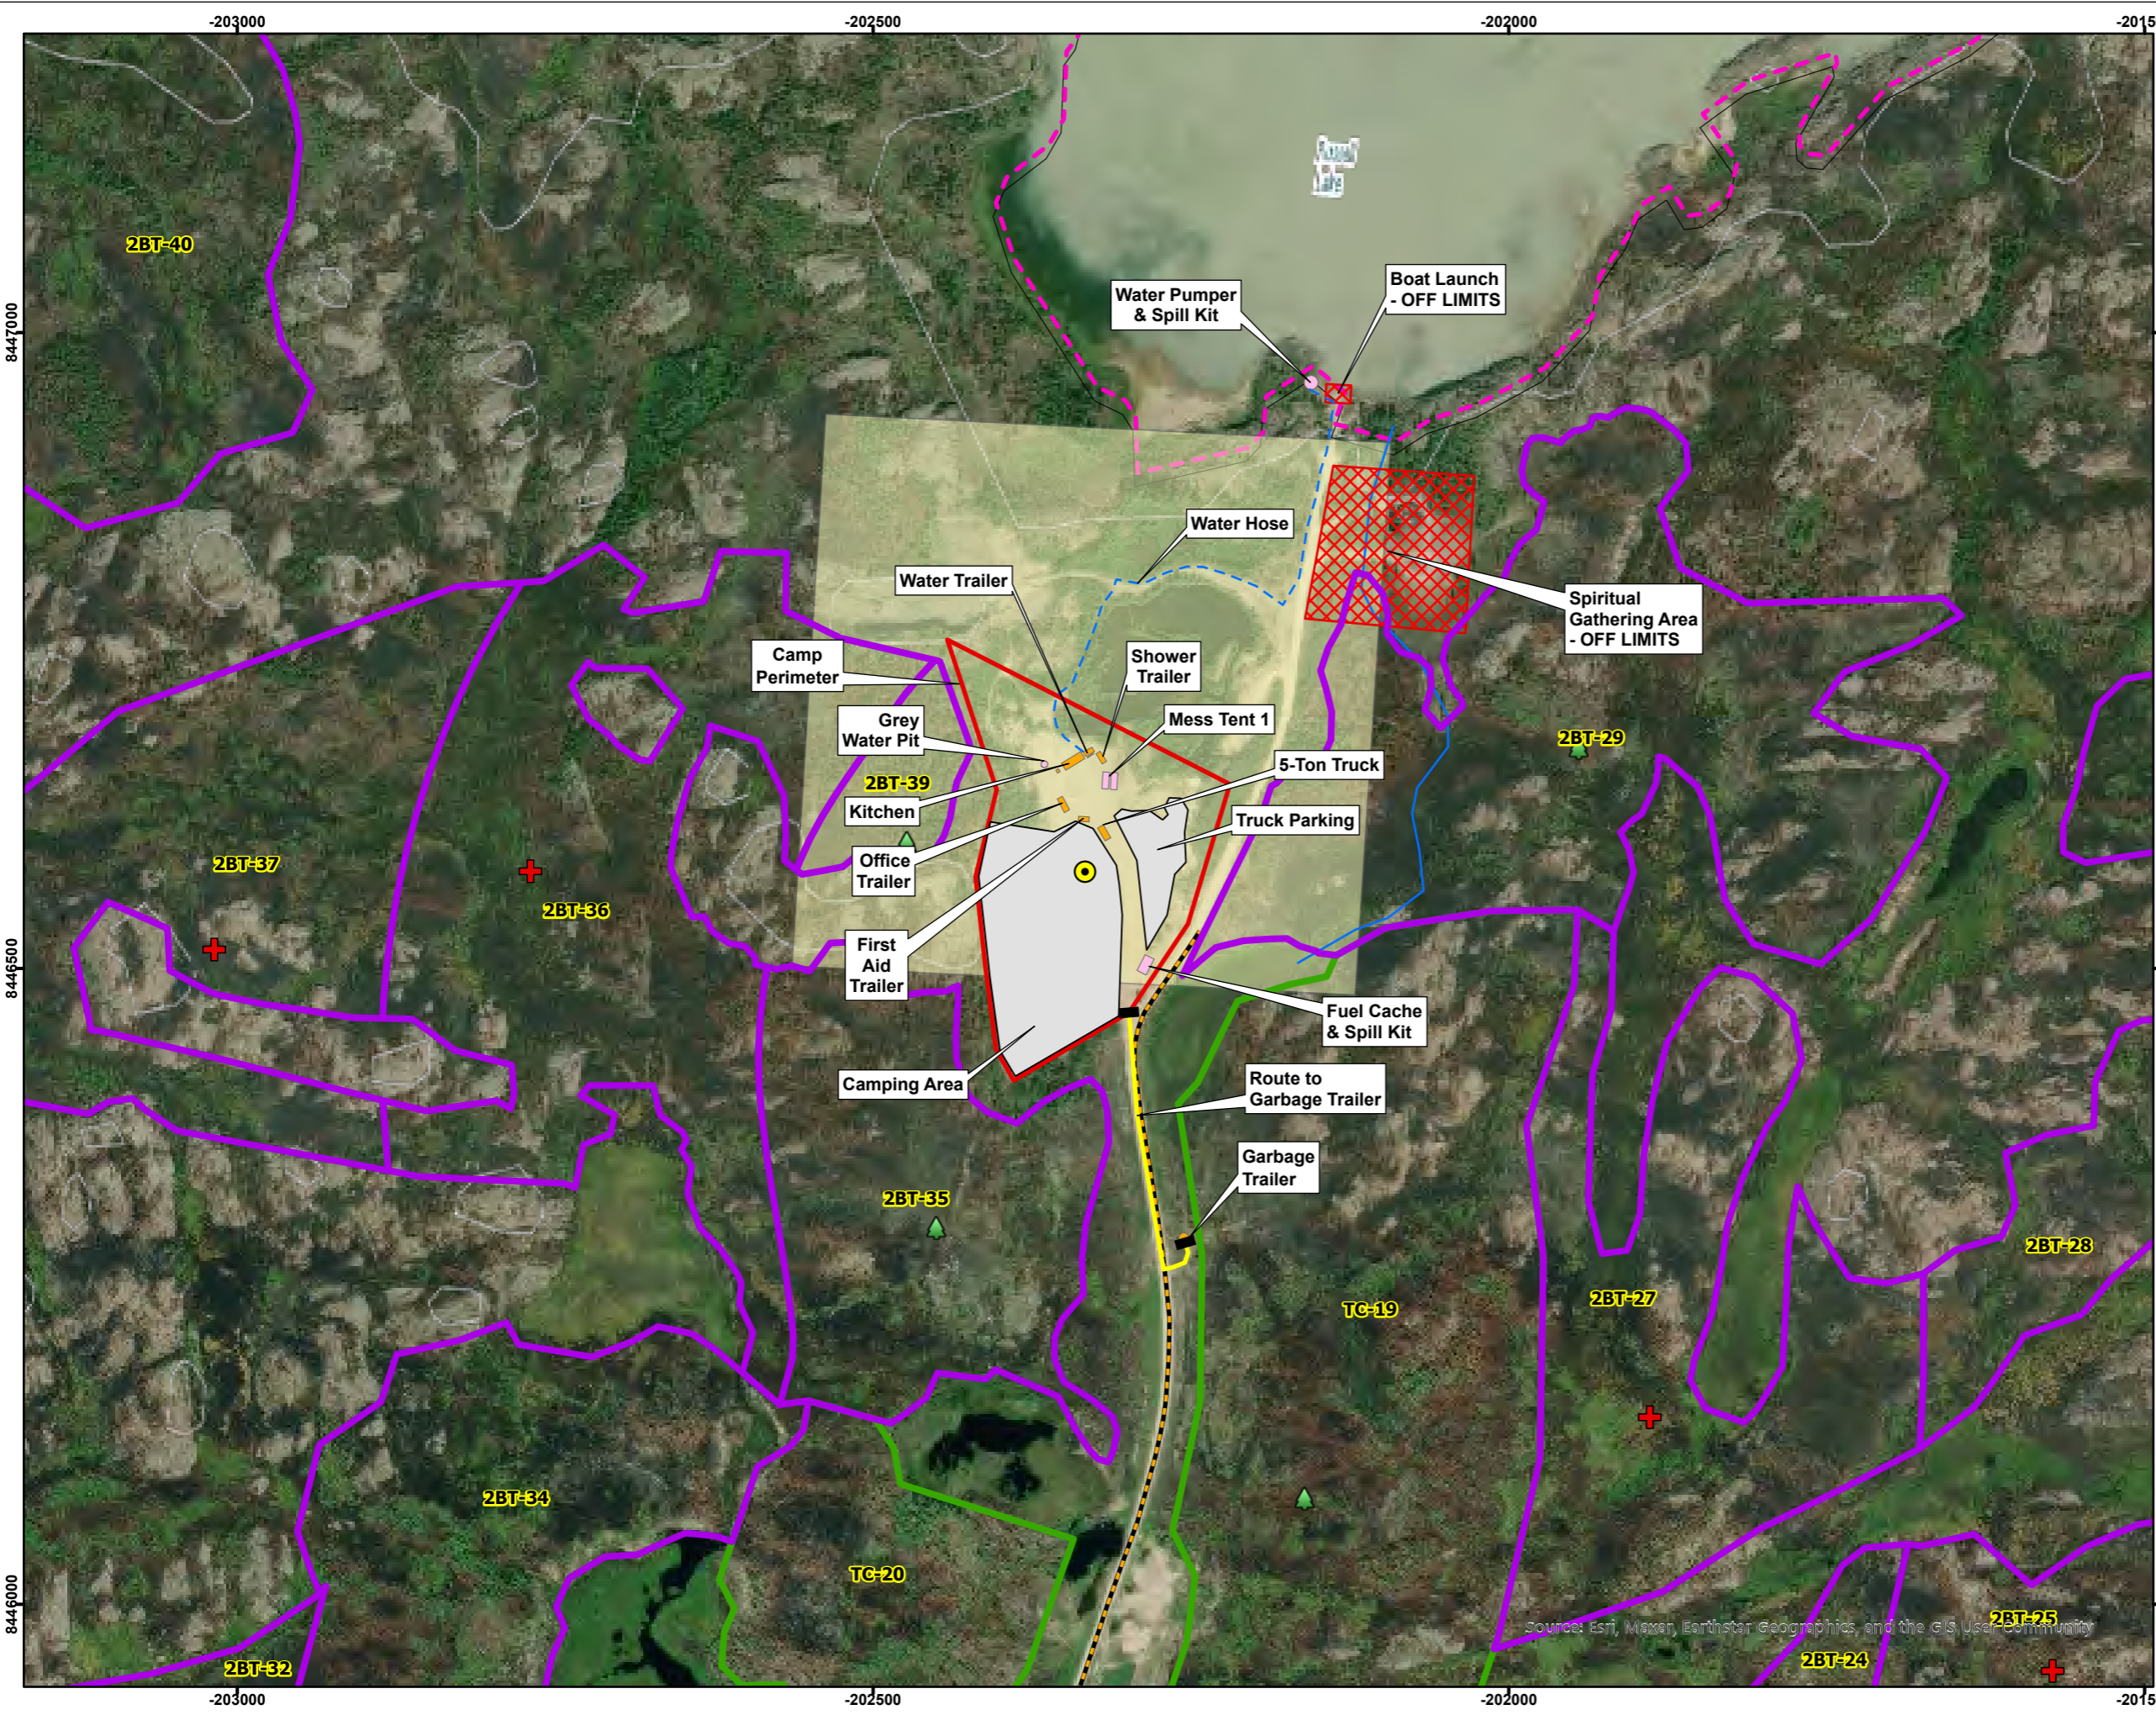 -203000
-202500
-202000
-2015
8447000
8446500
8446000
Lake
2BT-40
Water Pumper
& Spill Kit
Boat Launch
- OFF LIMITS
Water Hose
Water Trailer
Spiritual
Gathering Area
- OFF LIMITS
Camp
Perimeter
Shower
Trailer
Grey
Water Pit
Mess Tent 1
2BT-29
5-Ton Truck
2BT-39
Kitchen
Truck Parking
Office
Trailer
2BT-37
2BT-36
First
Aid
Trailer
Fuel Cache
& Spill Kit
Camping Area
Route to
Garbage Trailer
Garbage
Trailer
2BT-35
2BT-28
2BT-27
TC-19
2BT-34
TC-20
2BT-25
Source: Esri, Maxar, Earthstar Geographics, and the GIS User Community
2BT-24
2BT-32
-203000
-202500
-202000
-2015